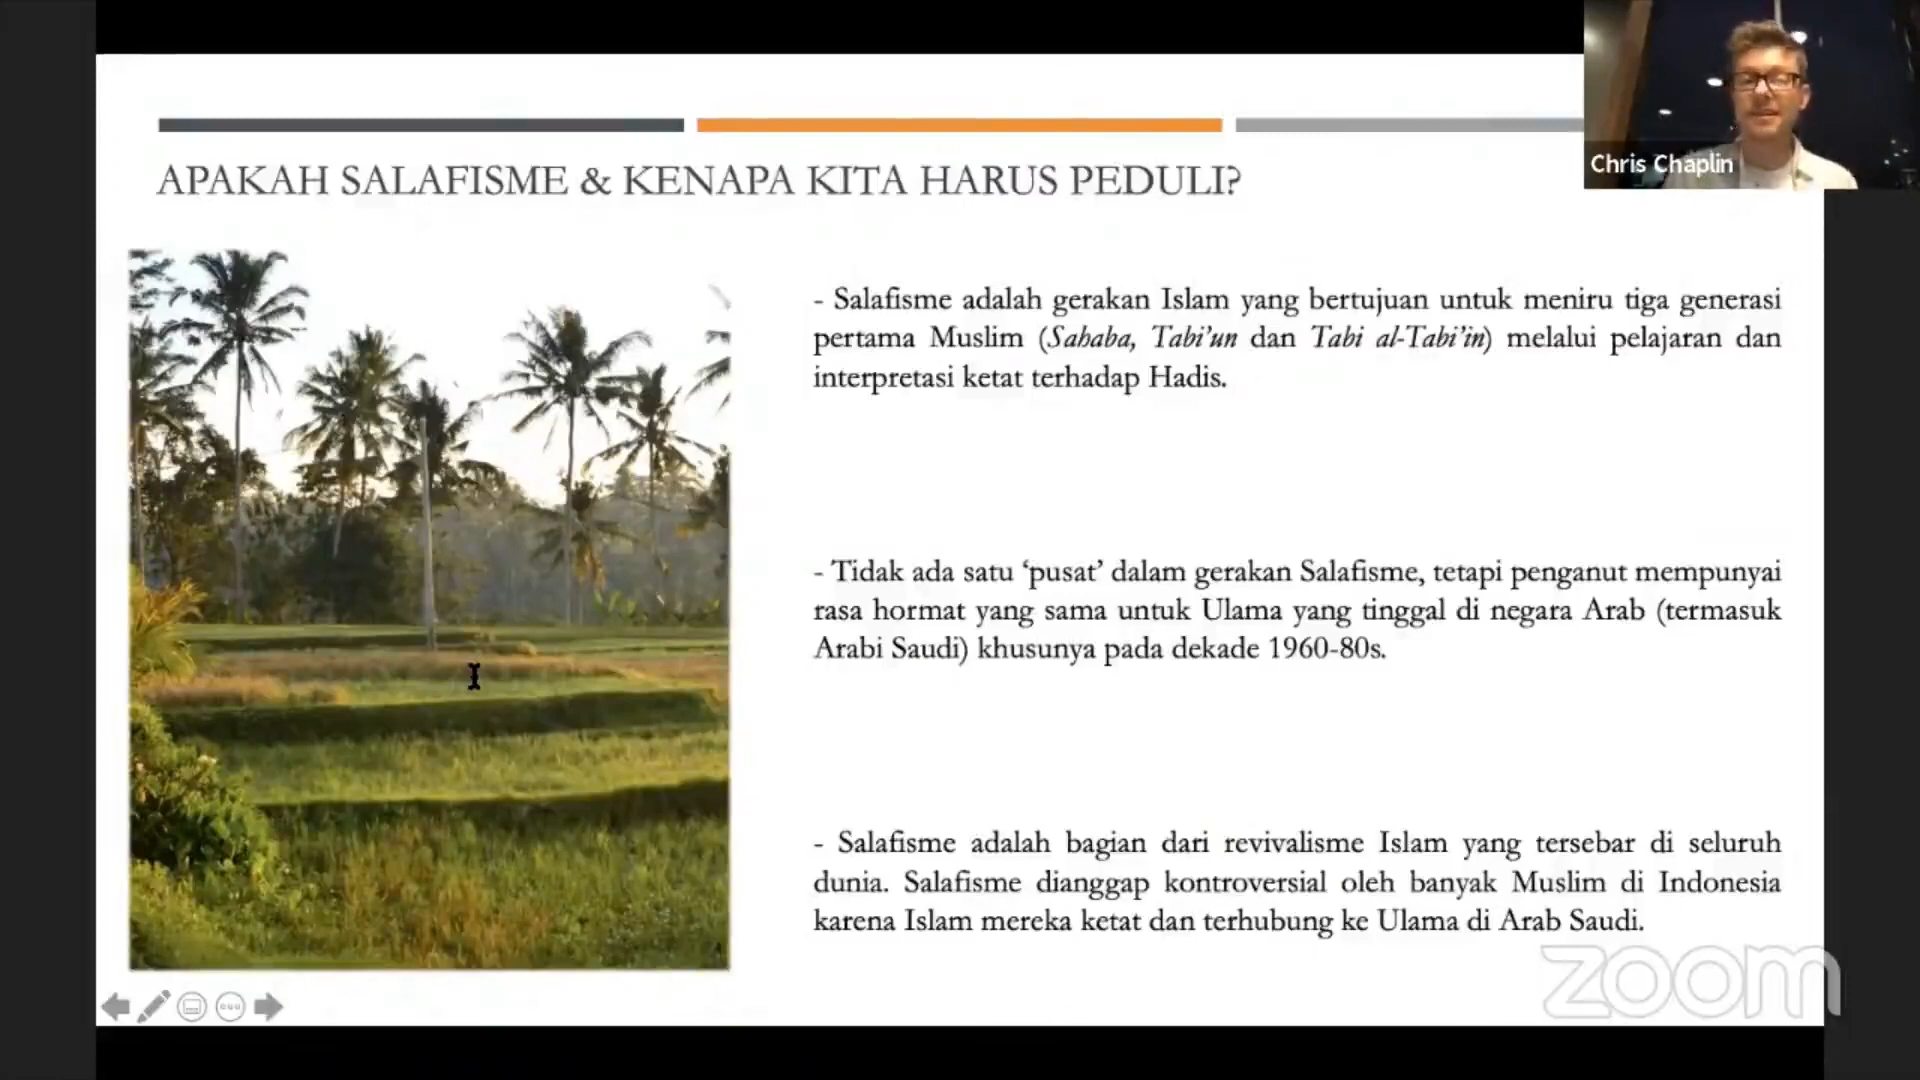 Chris Chaplin
APAKAH SALAFISME & KENAPA KITA HARUS PEDULI?
- Salafisme adalah gerakan Islam yang bertujuan untuk meniru tiga generasi
pertama Muslim (Sahaba, Tabi’un dan Tabi al-Tabi’in) melalui pelajaran dan
interpretasi ketat terhadap Hadis.
- Tidak ada satu ‘pusat’ dalam gerakan Salafisme, tetapi penganut mempunyai
rasa hormat yang sama untuk Ulama yang tinggal di negara Arab (termasuk
Arabi Saudi) khusunya pada dekade 1960-80s.
- Salafisme adalah bagian dari revivalisme Islam yang tersebar di seluruh
dunia. Salafisme dianggap kontroversial oleh banyak Muslim di Indonesia
karena Islam mereka ketat dan terhubung ke Ulama di Arab Saudi.
zoom